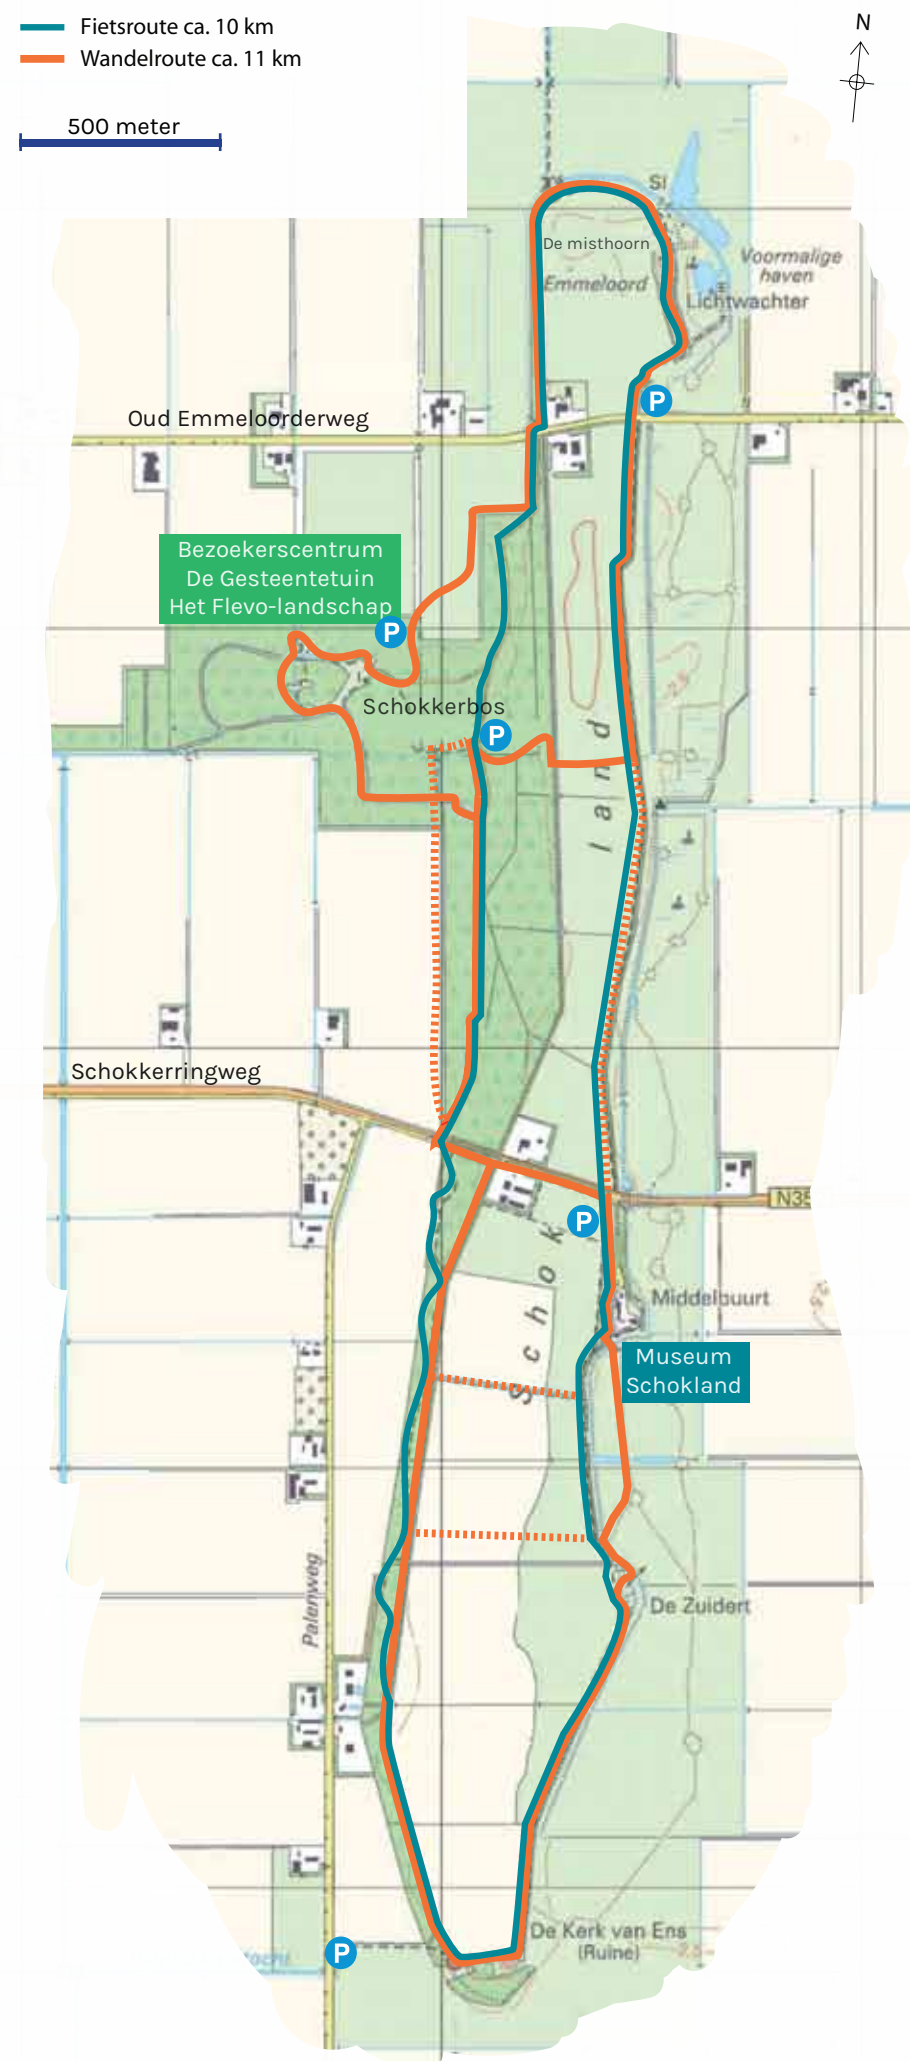 Fietsroute ca. 10 km
Wandelroute ca. 11 km
500 meter
N
Sl
De misthoorn
Emmeloord
Voormalige
haven
Lichtwachter
P
Oud Emmeloorderweg
Bezoekerscentrum
De Gesteentetuin
Het Flevo-landschap
P
Schokkerbos
P
Schokland
Schokkerringweg
N35
P
Middelbuurt
Museum
Schokland
Palenweg
De Zuidert
De Kerk van Ens
(Ruïne)
P